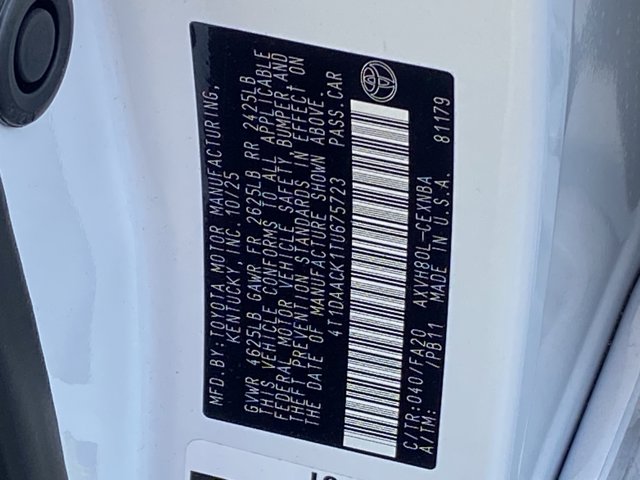 MFD.BY:TOYOTA MOTOR MANUFACTURING,
KENTUCKY, INC. 10/25
GVWR 4625LB GAWR FR 2625LB RR 2425LB
THIS VEHICLE CONFORMS TO ALL APPLICABLE
FEDERAL MOTOR VEHICLE SAFETY BUMPER AND
THEFT PREVENTION STANDARDS IN EFFECT ON
THE DATE OF MANUFACTURE SHOWN ABOVE.
4T1DAACK1TU675723 PASS CAR
C/TR:040/FA20 AXVH80L-CEXNBA
A/TM: /PB11 MADE IN U.S.A. 81179